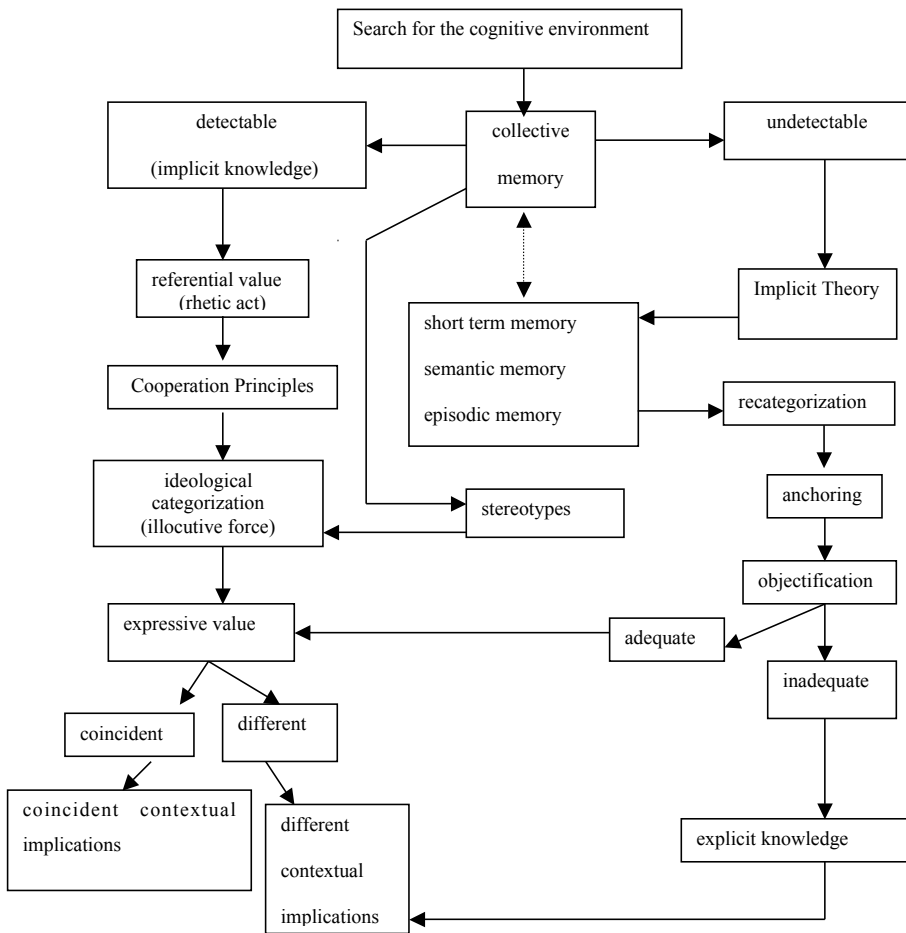 Search for the cognitive environment
detectable
(implicit knowledge)
collective
memory
undetectable
referential value
(rhetic act)
Implicit Theory
short term memory
semantic memory
episodic memory
Cooperation Principles
recategorization
ideological
categorization
(illocutive force)
stereotypes
anchoring
objectification
expressive value
adequate
inadequate
coincident
different
coincident contextual
implications
different
contextual
implications
explicit knowledge